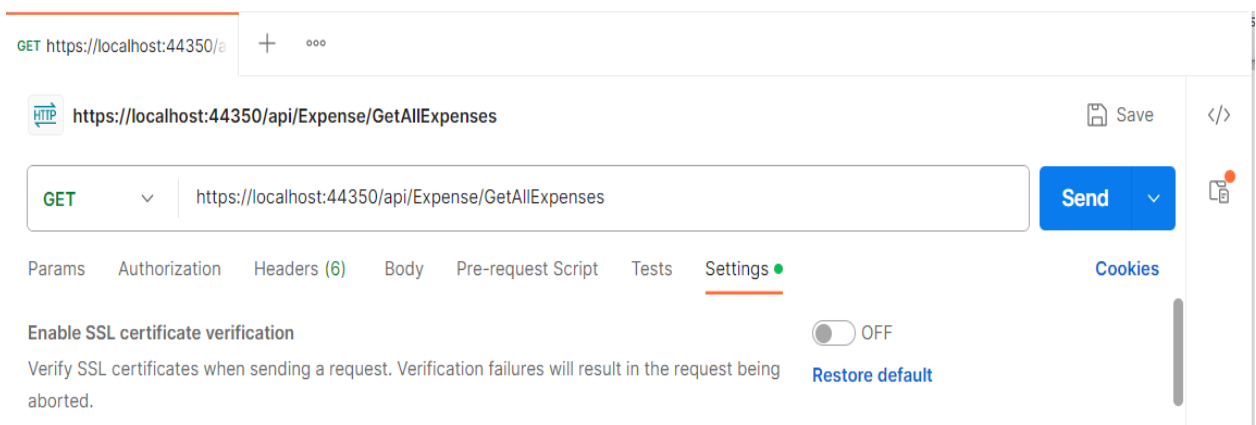 GET https://localhost:44350/a
HTTP https://localhost:44350/api/Expense/GetAllExpenses
Save
</>
GET https://localhost:44350/api/Expense/GetAllExpenses
Send
Params Authorization Headers (6) Body Pre-request Script Tests Settings Cookies
Enable SSL certificate verification
OFF
Verify SSL certificates when sending a request. Verification failures will result in the request being
aborted.
Restore default